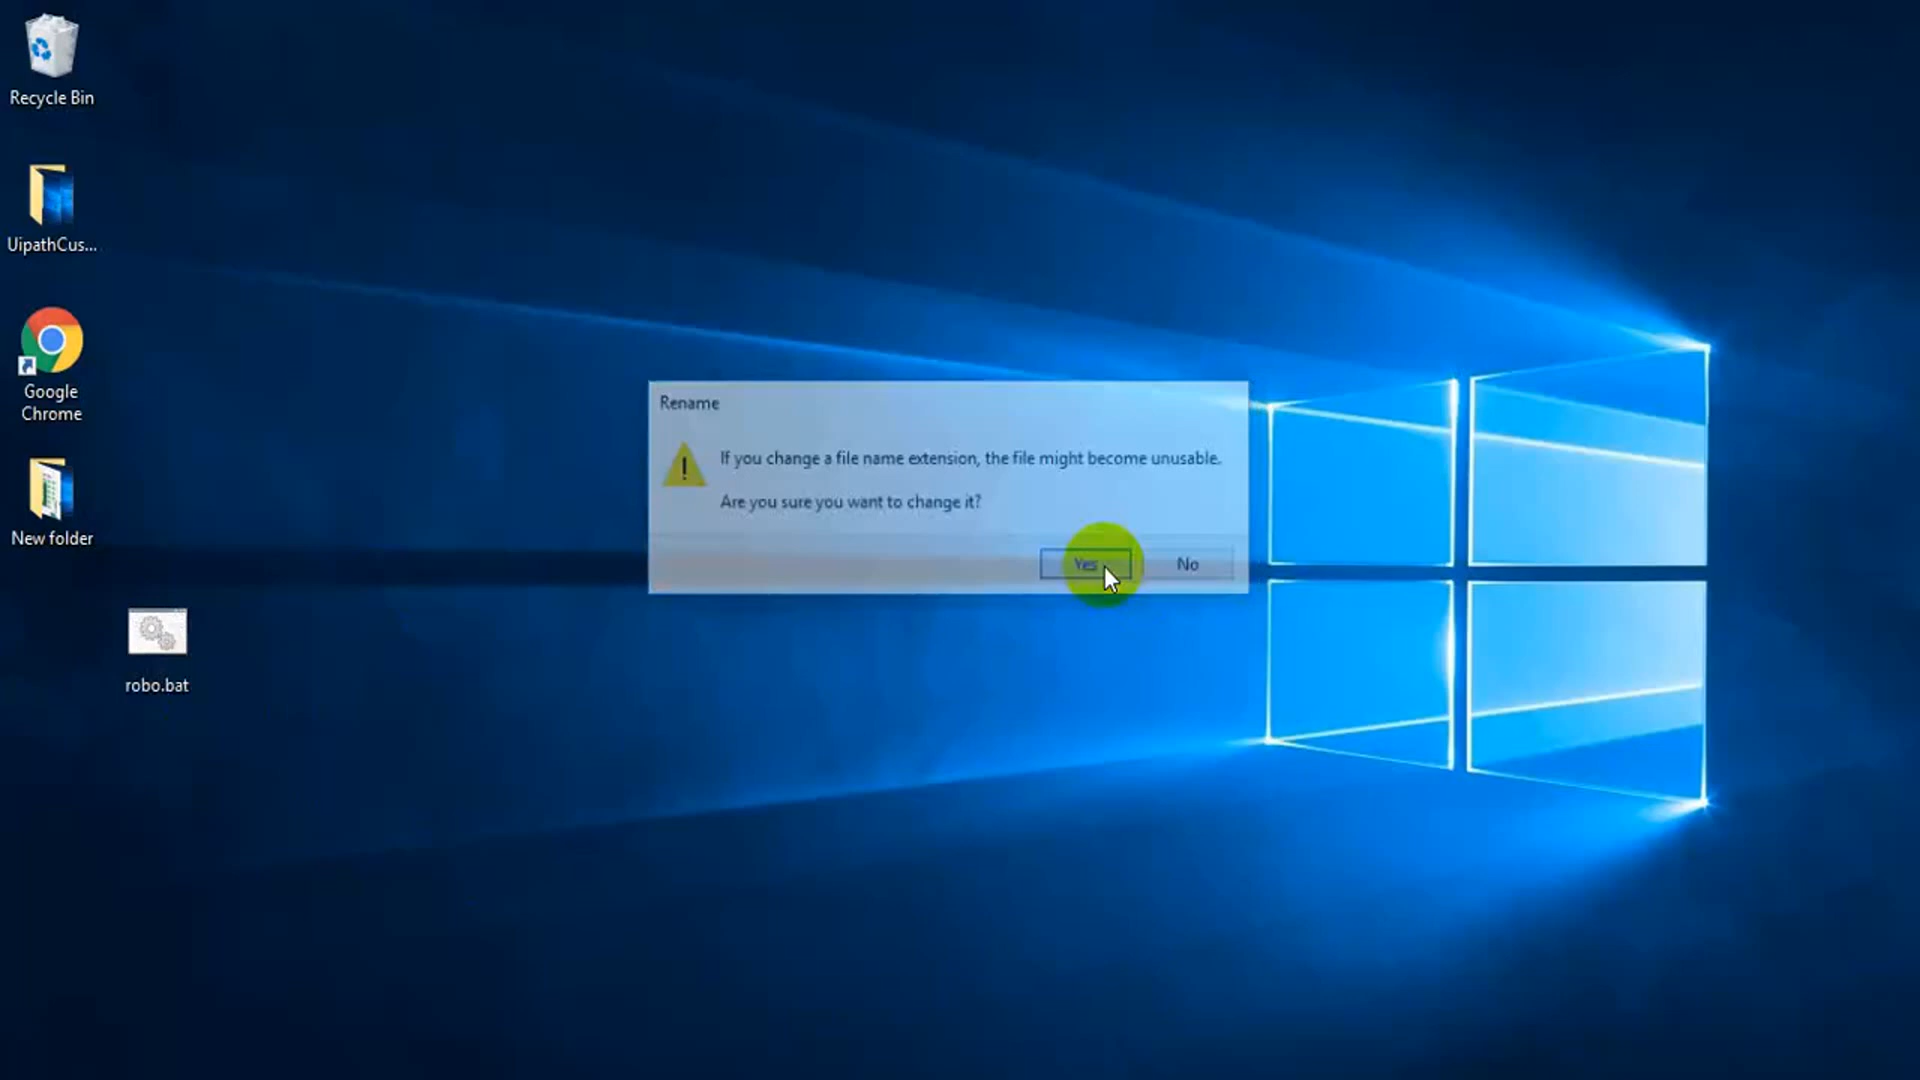 Recycle Bin
UipathCus...
Google
Chrome
New folder
robo.bat
Rename
If you change a file name extension, the file might become unusable.
Are you sure you want to change it?
Yes
No